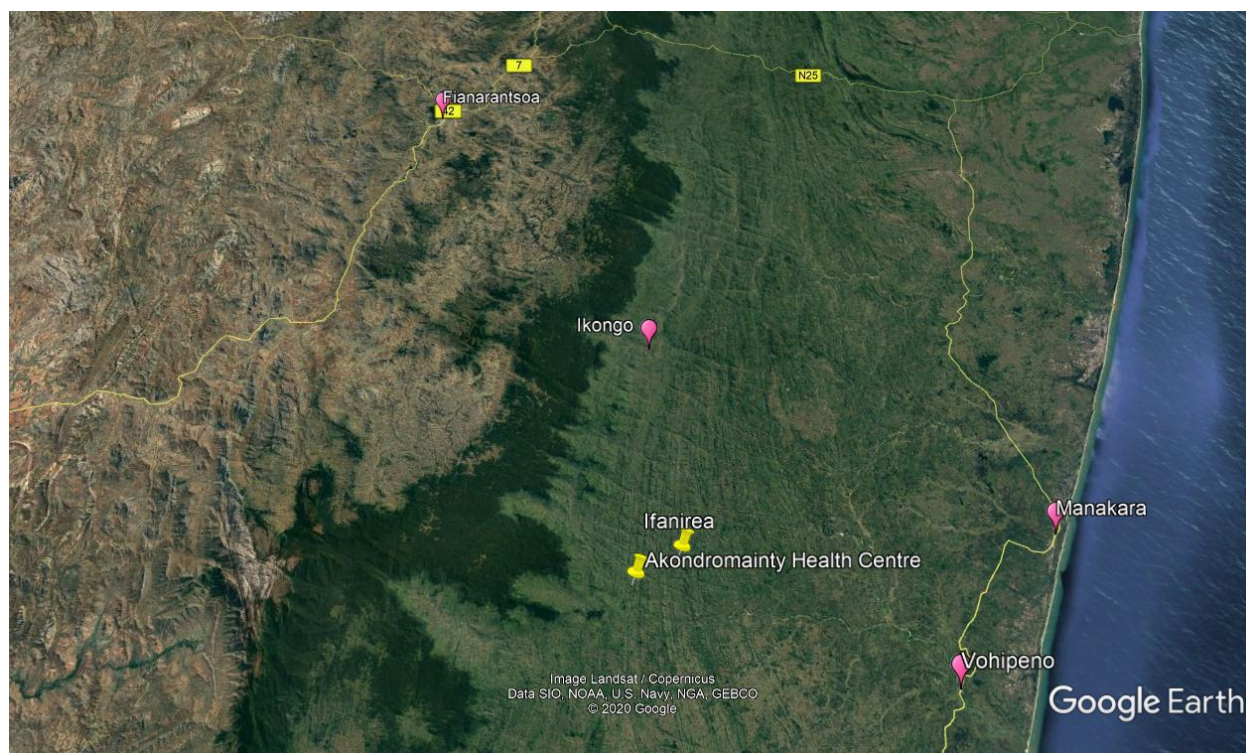 7
N25
Fianarantsoa
42
Ikongo
Manakara
Ifanirea
Akondromainty Health Centre
Vohipeno
Image Landsat / Copernicus
Data SIO, NOAA, U.S. Navy, NGA, GEBCO
© 2020 Google
Google Earth